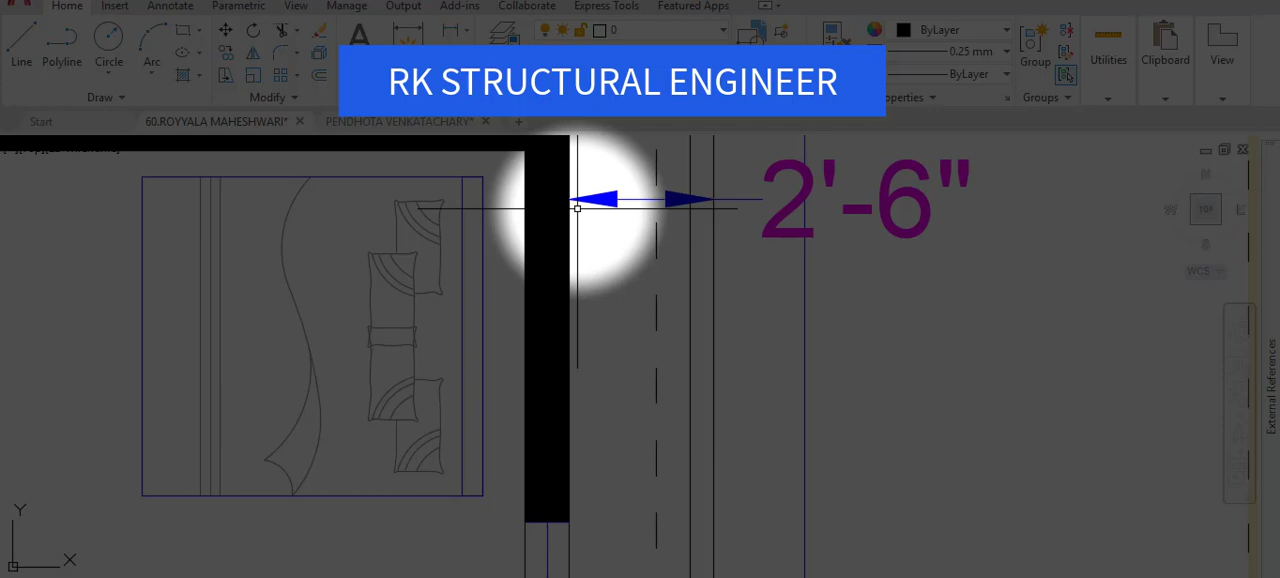 Home Insert Annotate Parametric View Manage Output Add-ins Collaborate Express Tools Featured Apps
0
ByLayer
0.25 mm
ByLayer
Line Polyline Circle Arc
Group Utilities Clipboard View
RK STRUCTURAL ENGINEER
Draw Modify operties Groups
Start 60.ROYYALA MAHESHWARI* PENDHOTA VENKATACHARY*
2'-6"
TOP
E
S
WCS
External References
Y
X